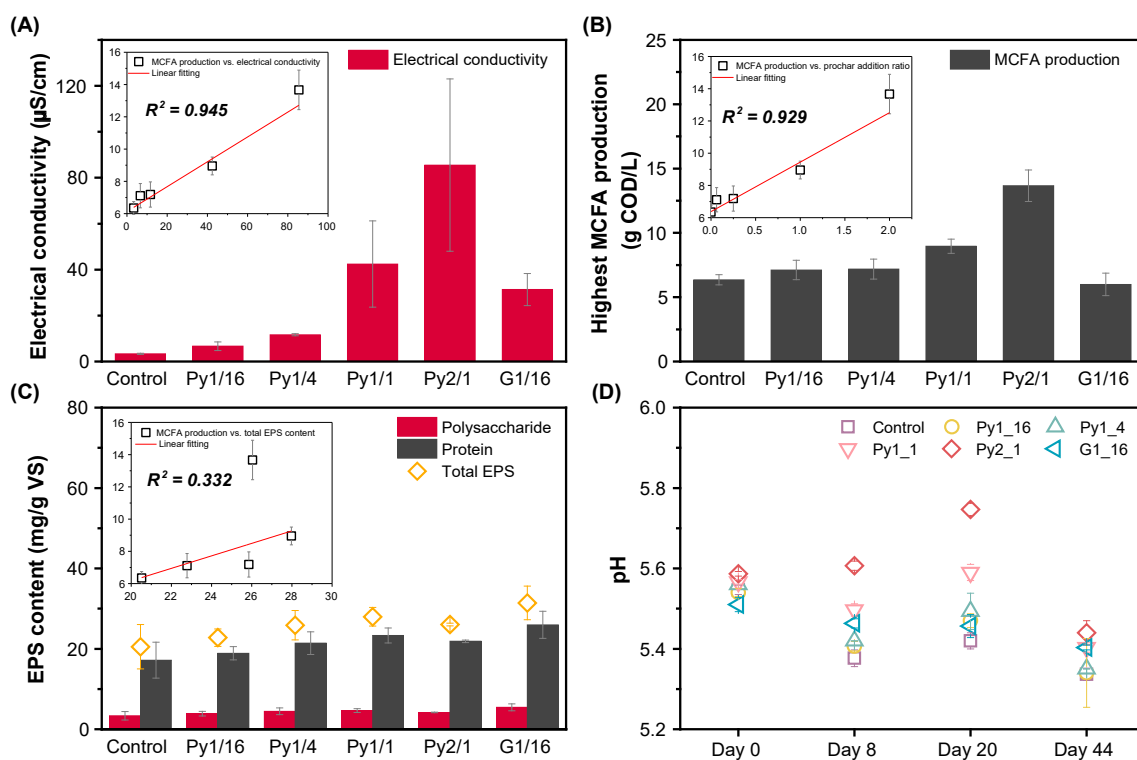 (A)
Electrical conductivity (µS/cm)
120
80
40
0
Electrical conductivity
MCFA production vs. electrical conductivity
Linear fitting
R² = 0.945
16
14
12
10
8
6
0 20 40 60 80 100
Control Py1/16 Py1/4 Py1/1 Py2/1 G1/16
(B)
Highest MCFA production
(g COD/L)
25
20
15
10
5
0
MCFA production
MCFA production vs. prochar addition ratio
Linear fitting
R² = 0.929
16
14
12
10
8
6
0.0 0.5 1.0 1.5 2.0
Control Py1/16 Py1/4 Py1/1 Py2/1 G1/16
(C)
EPS content (mg/g VS)
80
60
40
20
0
Polysaccharide
Protein
Total EPS
MCFA production vs. total EPS content
Linear fitting
R² = 0.332
16
14
12
10
8
6
20 22 24 26 28 30
Control Py1/16 Py1/4 Py1/1 Py2/1 G1/16
(D)
pH
6.0
5.8
5.6
5.4
5.2
Control Py1_16 Py1_4
Py1_1 Py2_1 G1_16
Day 0 Day 8 Day 20 Day 44